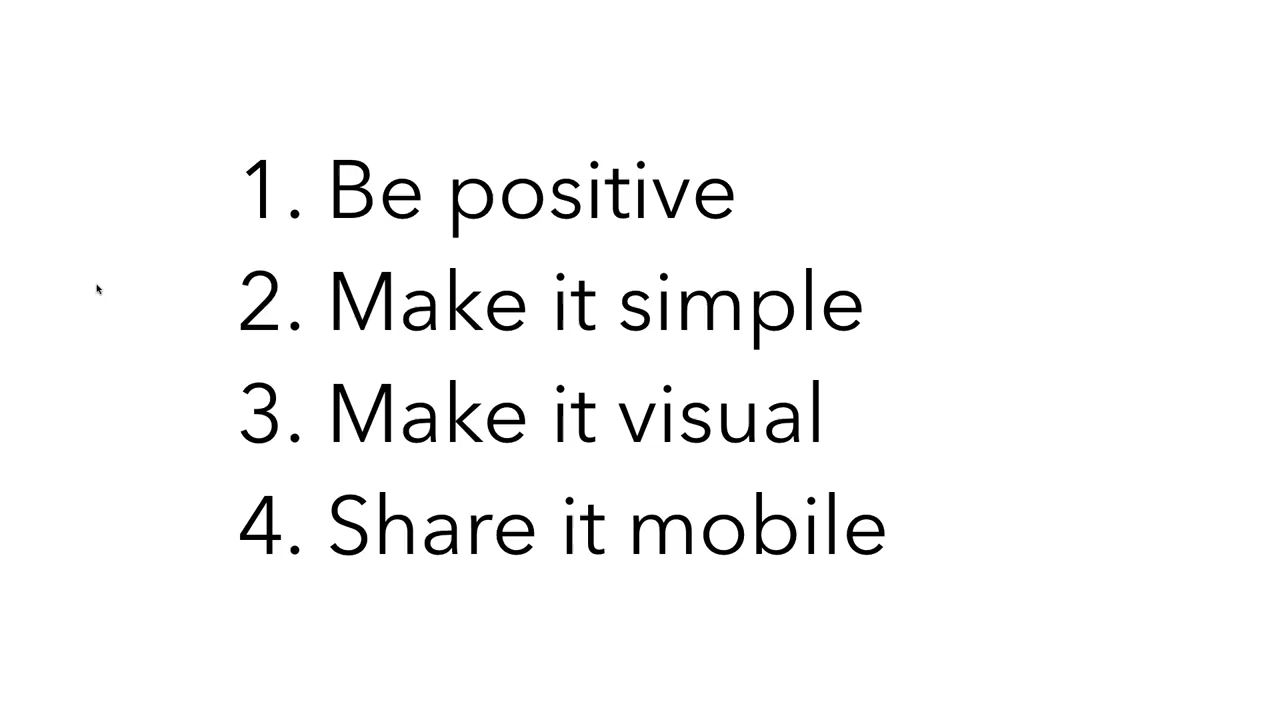 1. Be positive
2. Make it simple
3. Make it visual
4. Share it mobile